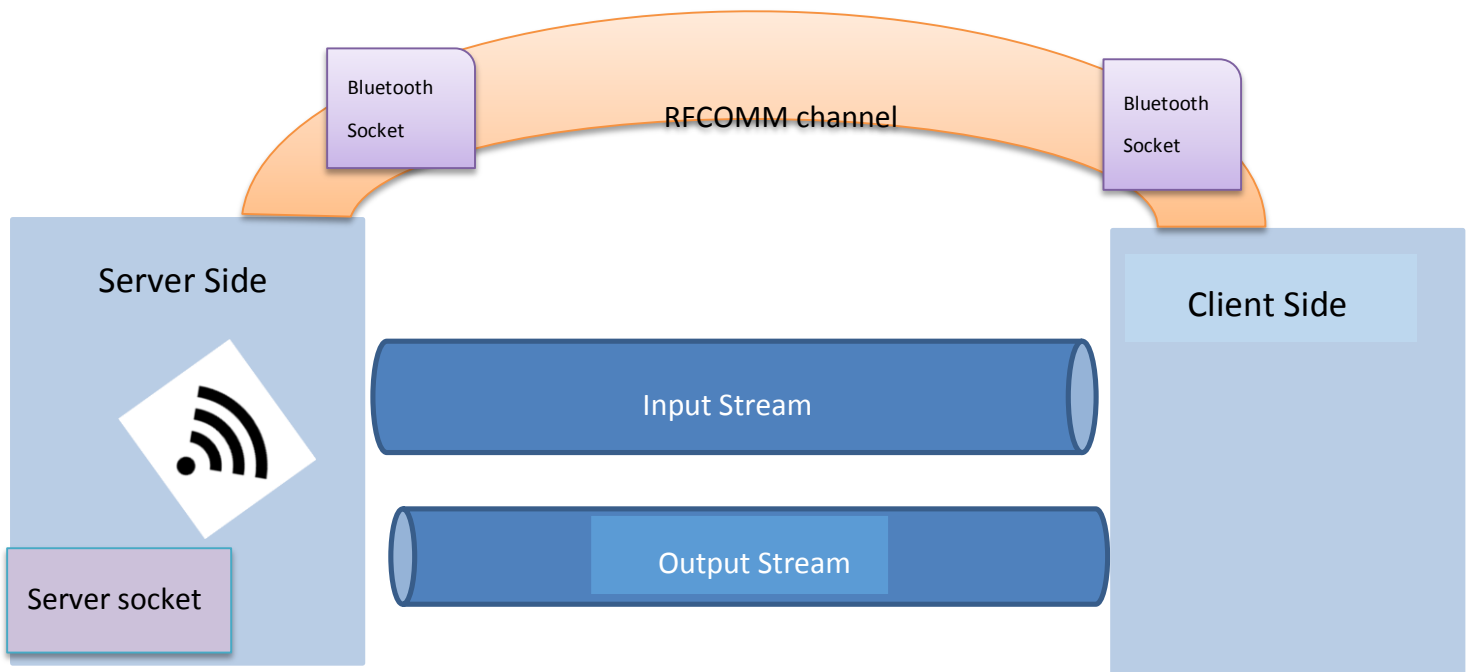 Bluetooth
Socket
RFCOMM channel
Bluetooth
Socket
Server Side
Client Side
Input Stream
Output Stream
Server socket